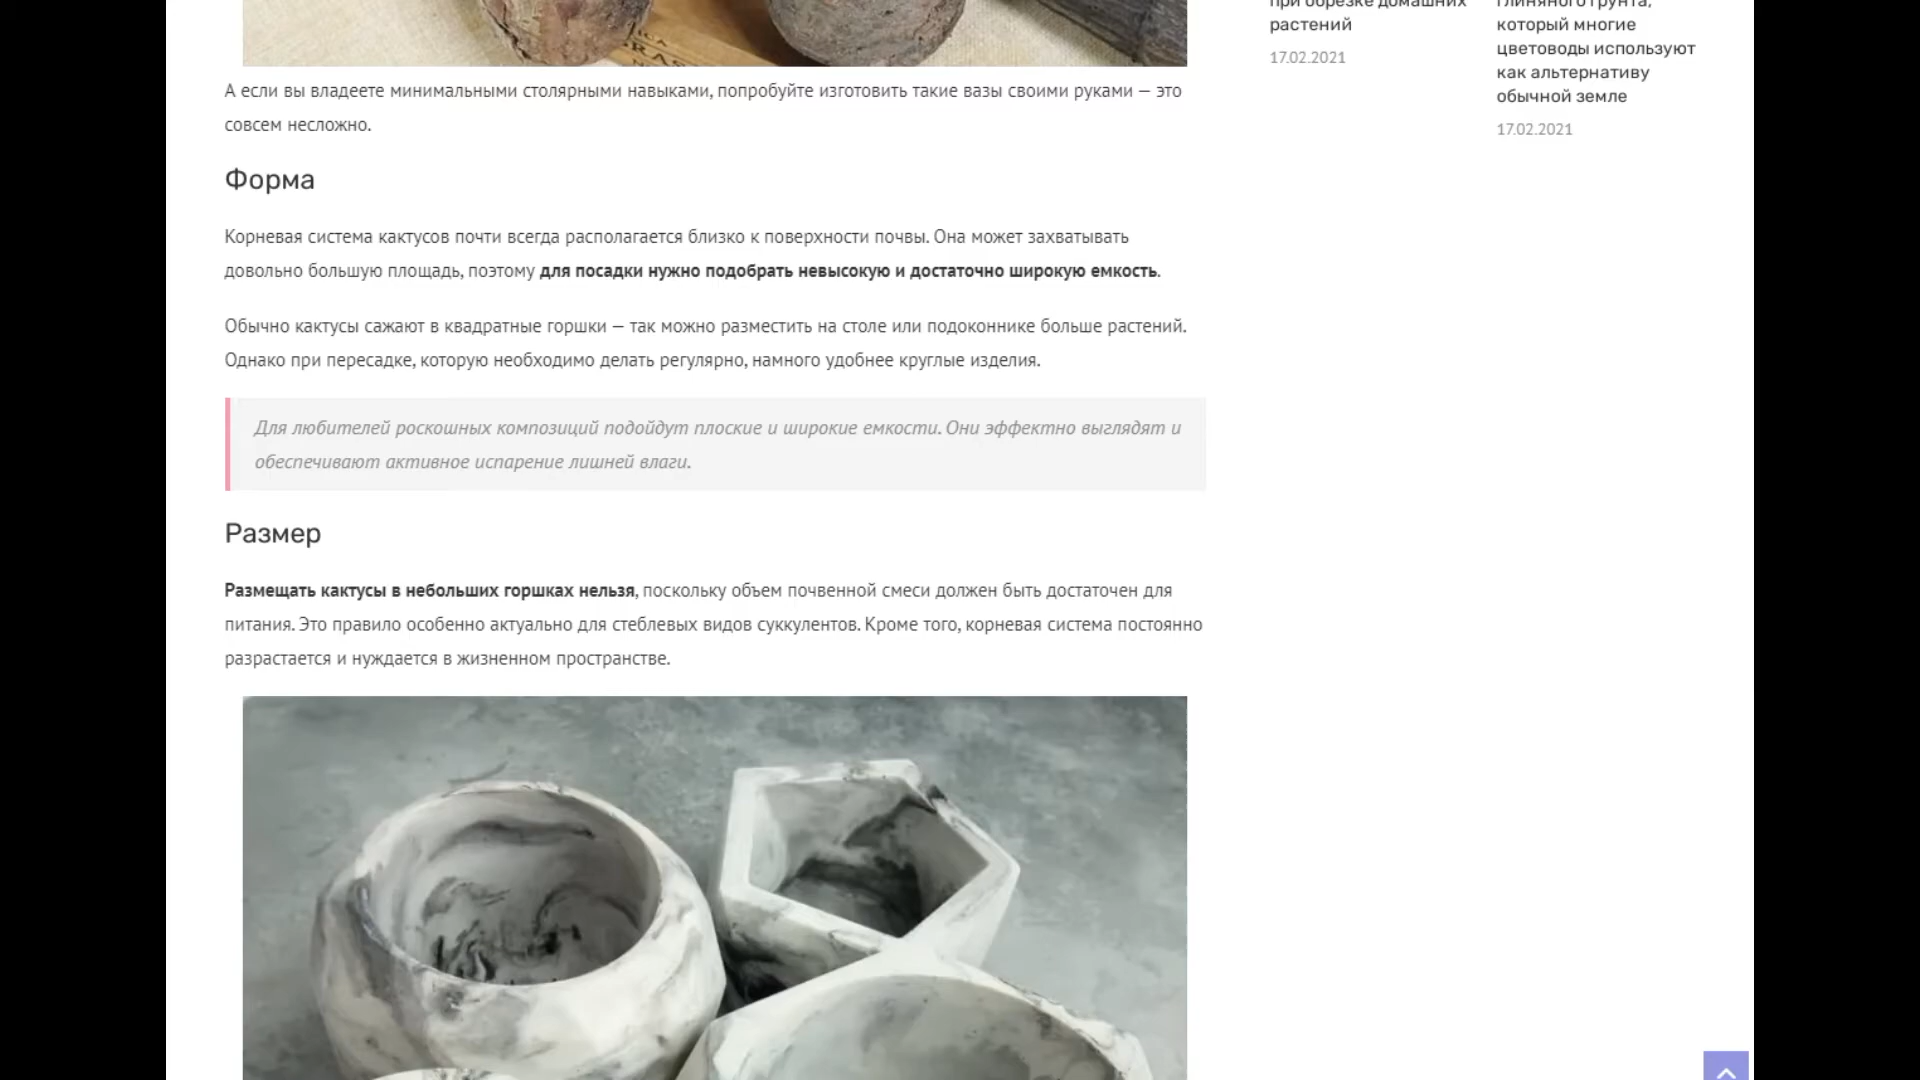 А если вы владеете минимальными столярными навыками, попробуйте изготовить такие вазы своими руками — это
совсем несложно.
Форма
Корневая система кактусов почти всегда располагается близко к поверхности почвы. Она может захватывать
довольно большую площадь, поэтому для посадки нужно подобрать невысокую и достаточно широкую емкость.
Обычно кактусы сажают в квадратные горшки — так можно разместить на столе или подоконнике больше растений.
Однако при пересадке, которую необходимо делать регулярно, намного удобнее круглые изделия.
Для любителей роскошных композиций подойдут плоские и широкие емкости. Они эффектно выглядят и
обеспечивают активное испарение лишней влаги.
Размер
Размещать кактусы в небольших горшках нельзя, поскольку объем почвенной смеси должен быть достаточен для
питания. Это правило особенно актуально для стеблевых видов суккулентов. Кроме того, корневая система постоянно
разрастается и нуждается в жизненном пространстве.
при обрезке домашних
растений
17.02.2021
глиняного грунта,
который многие
цветоводы используют
как альтернативу
обычной земле
17.02.2021